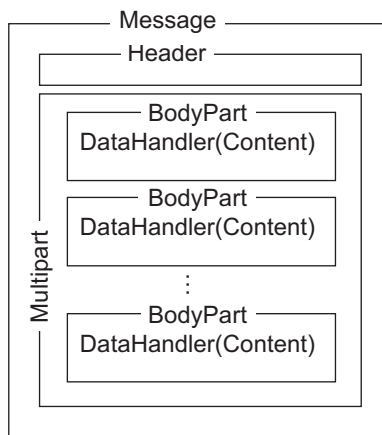 Message
Header
Multipart
BodyPart
DataHandler(Content)
BodyPart
DataHandler(Content)
⋮
BodyPart
DataHandler(Content)